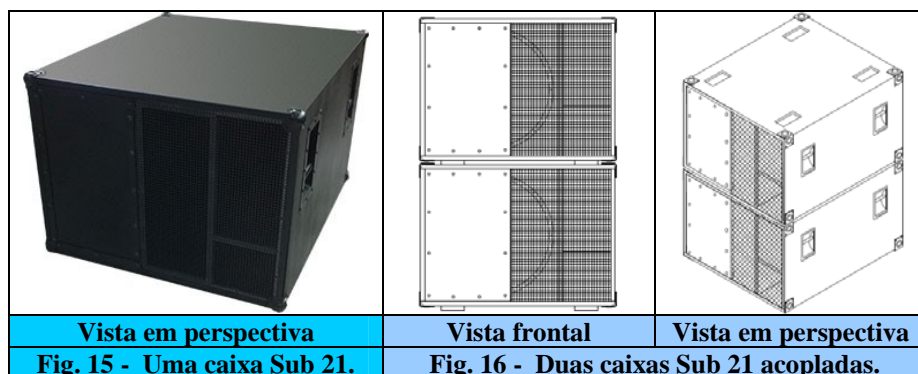 Vista em perspectiva
Vista frontal
Vista em perspectiva
Fig. 15 - Uma caixa Sub 21.
Fig. 16 - Duas caixas Sub 21 acopladas.